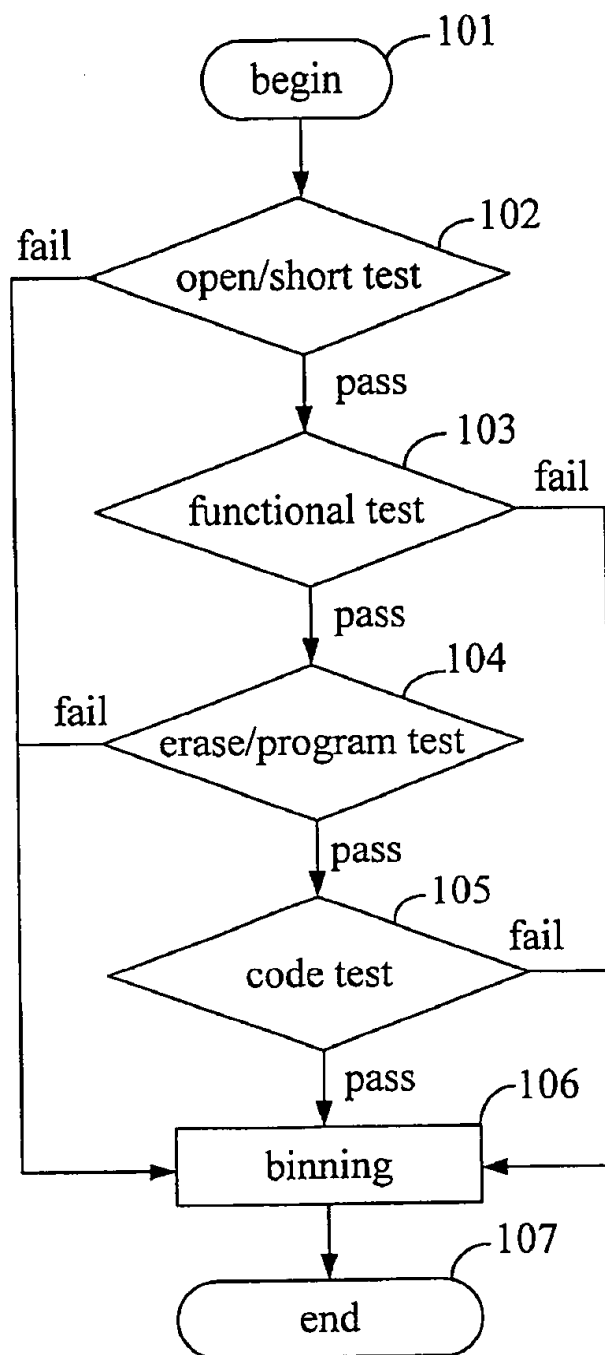 101
begin
102
fail
open/short test
pass
103
fail
functional test
pass
104
fail
erase/program test
pass
105
fail
code test
pass
106
binning
107
end